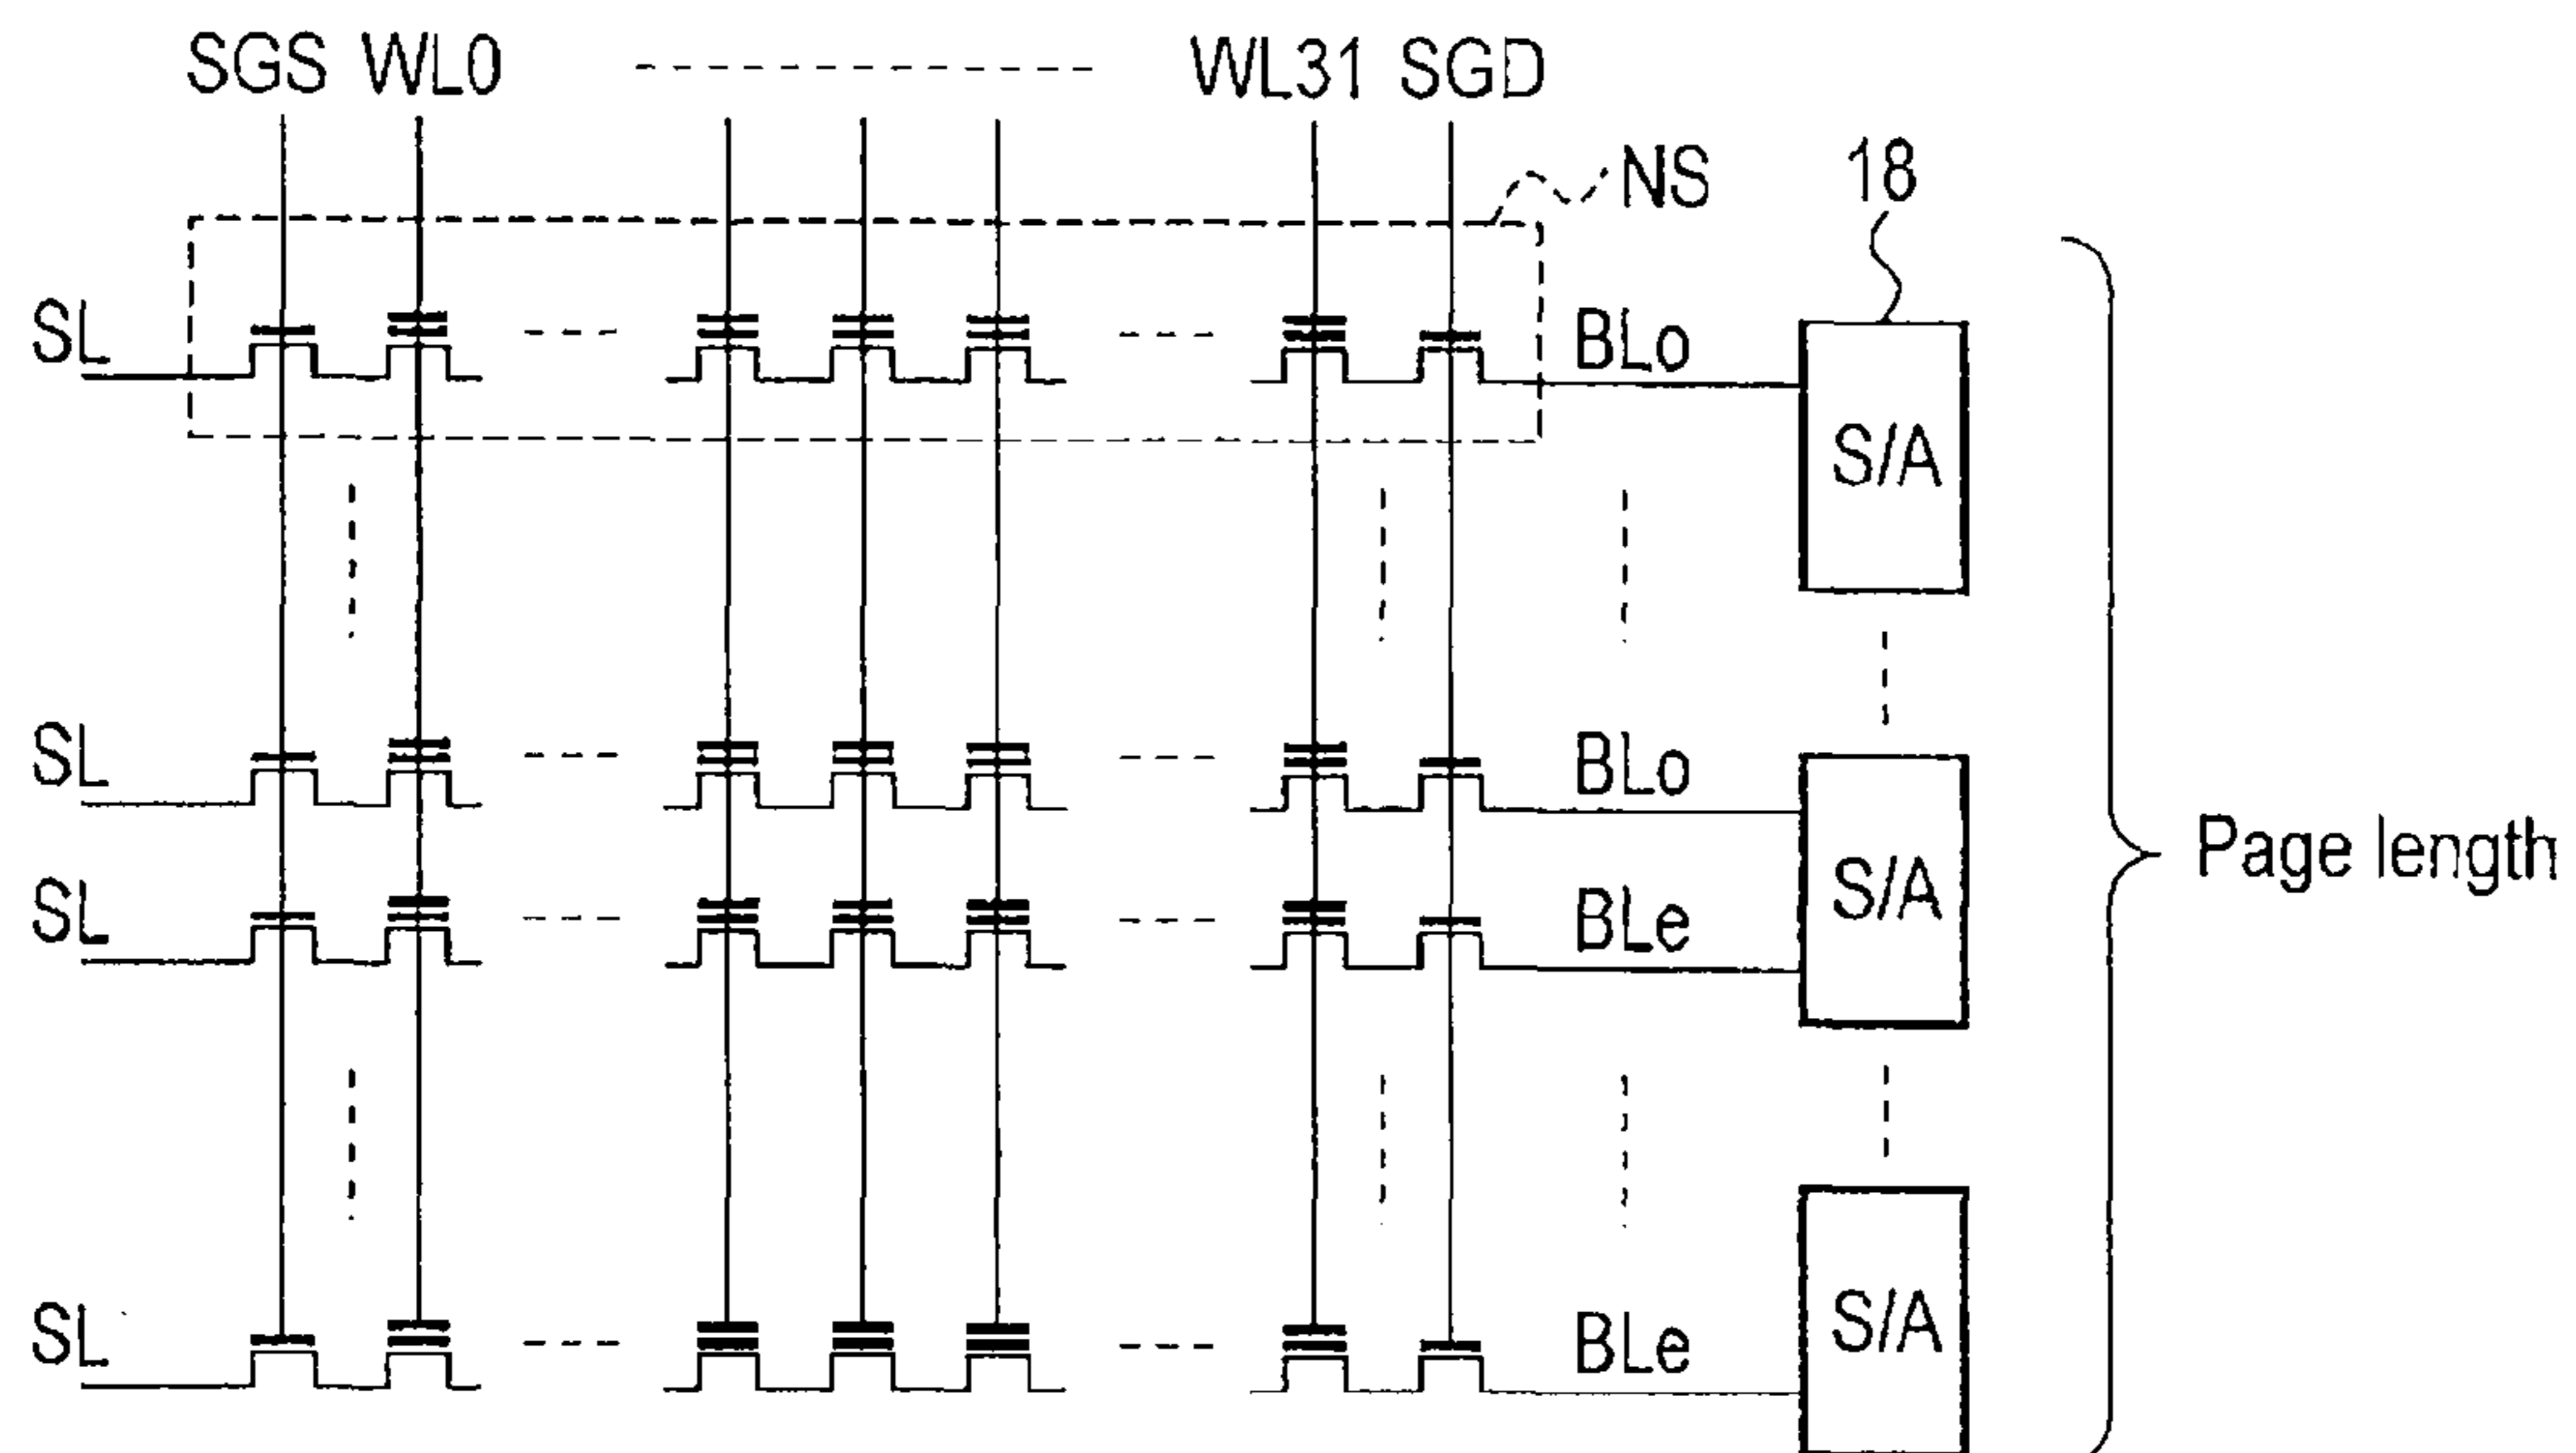 SGS WL0 WL31 SGD
NS
18
SL BLo
S/A
SL BLo
S/A
Page length
SL BLe
SL BLe
S/A